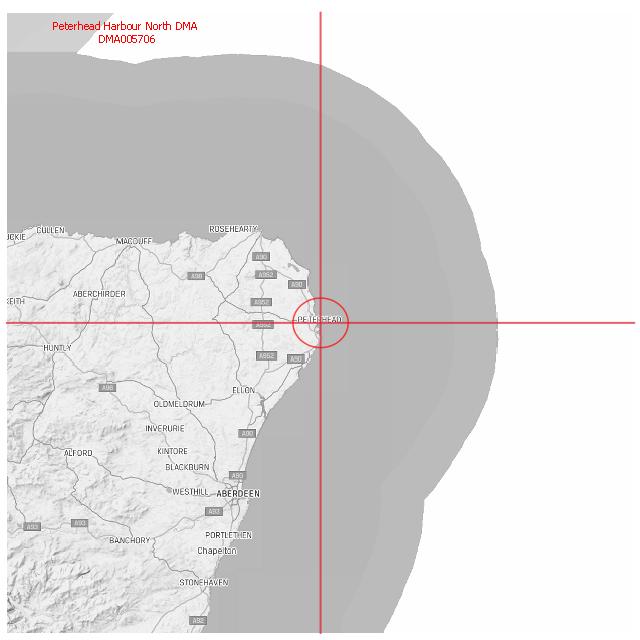 Peterhead Harbour North DMA
DMA005706
CULLEN
UCKIE
MACDUFF
ROSEHEARTY
A90
A98
A952
A90
KEITH
ABERCHIRDER
A952
PETERHEAD
A952
HUNTLY
A952
A90
A96
ELLON
OLDMELDRUM
INVERURIE
A90
ALFORD
KINTORE
BLACKBURN
A90
WESTHILL
ABERDEEN
A93
A93
A93
BANCHORY
PORTLETHEN
Chapelton
STONEHAVEN
A92